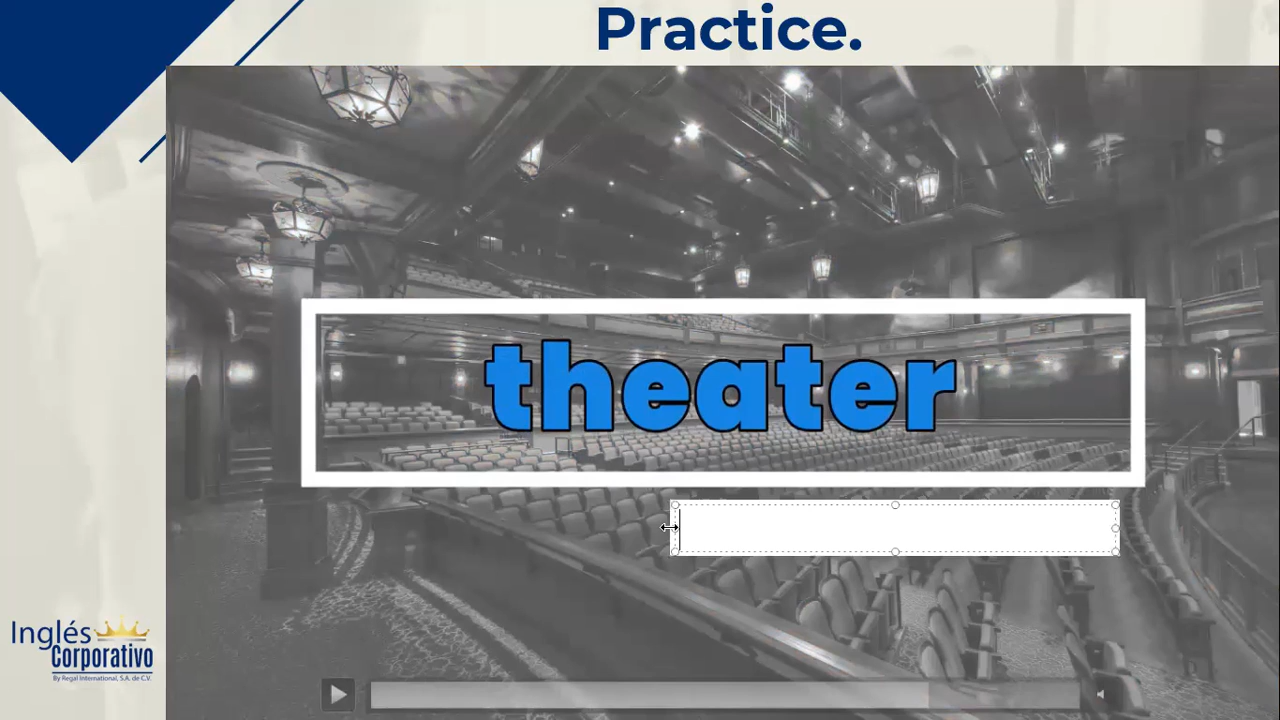 Practice.
theater
Inglés
Corporativo
By Regal International, S.A. de C.V.